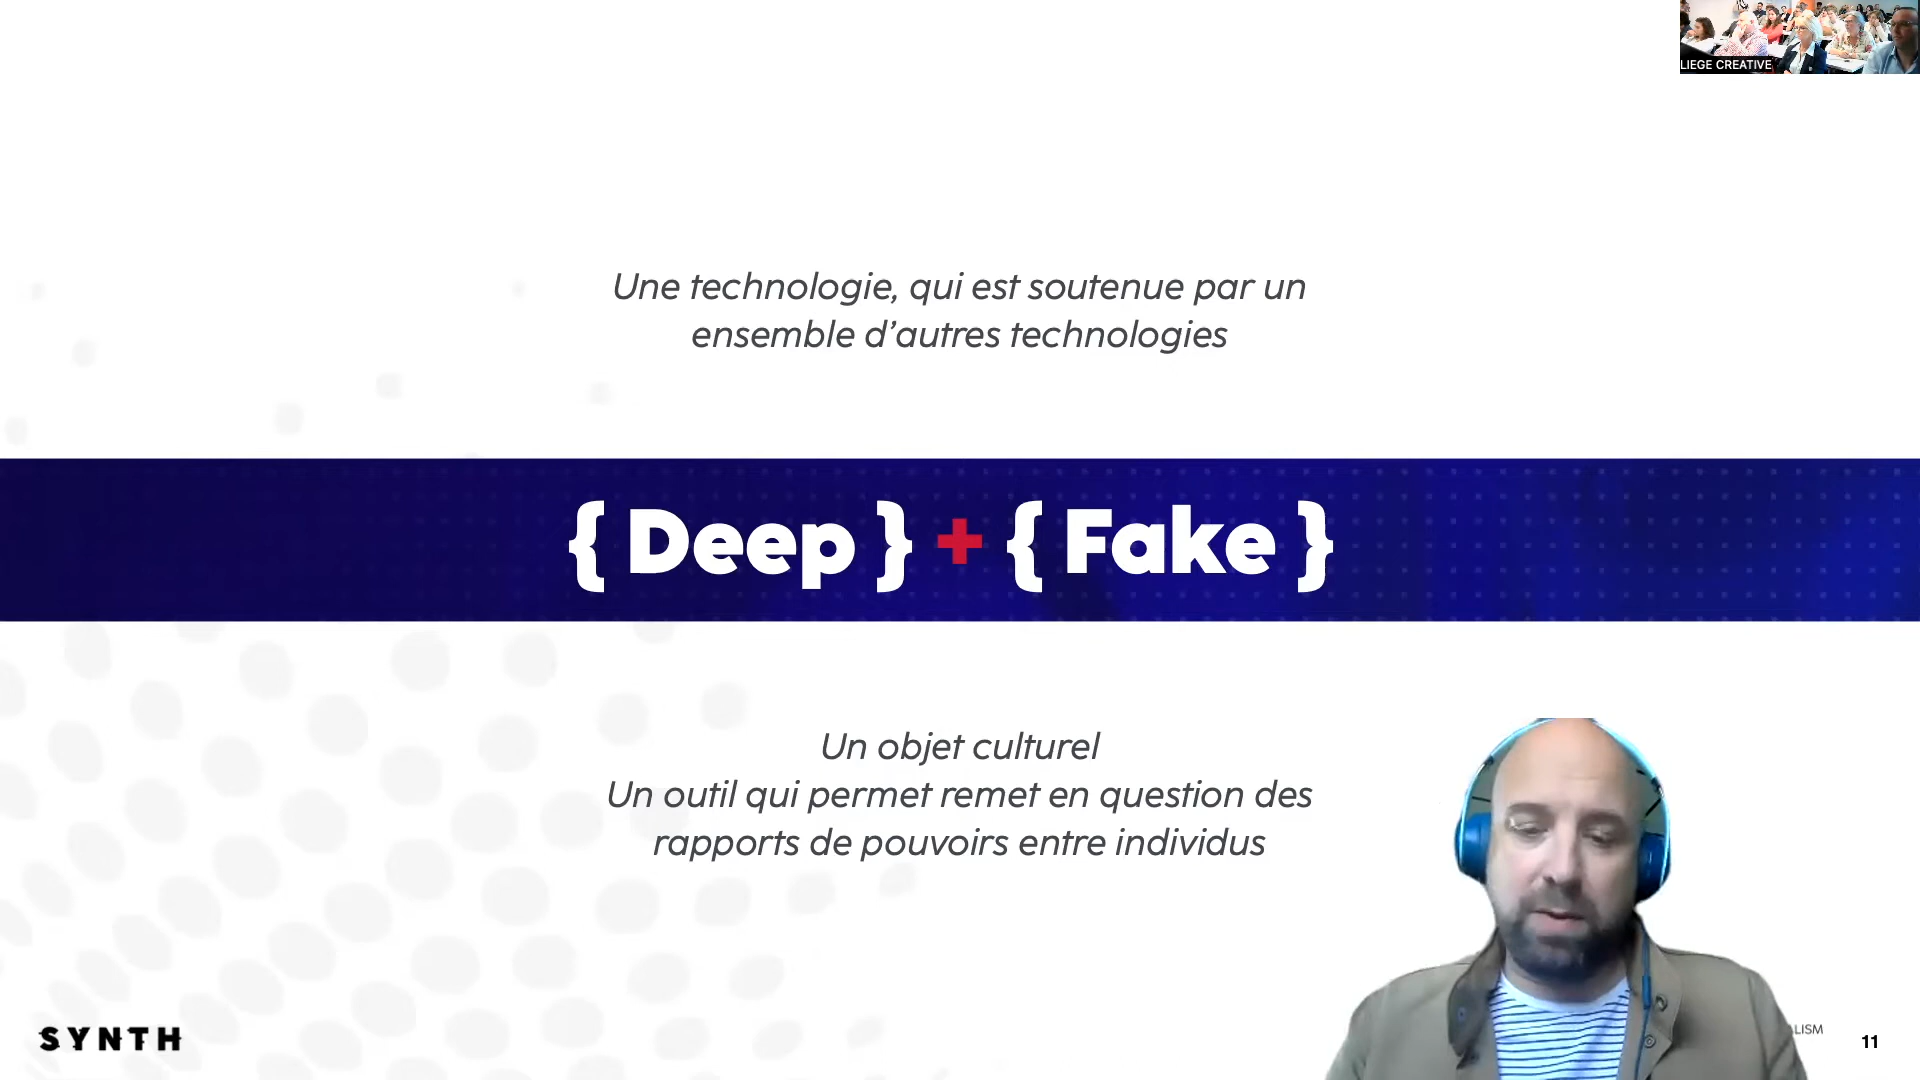 LIEGE CREATIVE
Une technologie, qui est soutenue par un
ensemble d’autres technologies
{ Deep } + { Fake }
Un objet culturel
Un outil qui permet remet en question des
rapports de pouvoirs entre individus
SYNTH
LISM
11